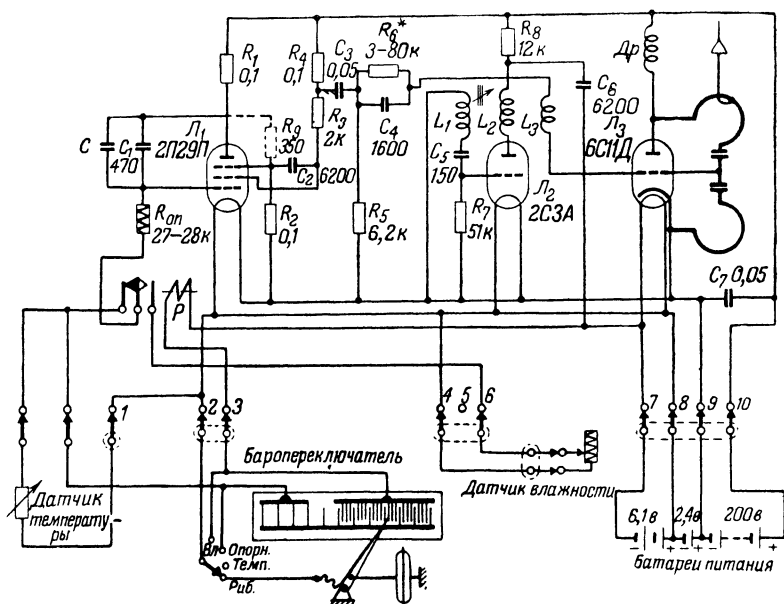 R₁
0,1
R₄
0,1
C₃
0,05
R₆*
3–80к
R₈
12к
Др
Л₁
2П29П
R₃
2к
C₄
1600
L₁
L₂
L₃
C₆
6200
Л₃
6С11Д
C
C₁
470
R₉
350
C₂
6200
C₅
150
Л₂
2С3А
Rоп
27–28к
R₂
0,1
R₅
6,2к
R₇
51к
C₇ 0,05
Р
1
2
3
4
5
6
7
8
9
10
Баропереключатель
Датчик
температу-
ры
Датчик влажности
Вл
Опорн.
Темп.
Риб.
6,1в
2,4в
200в
+
+
+
Батареи питания